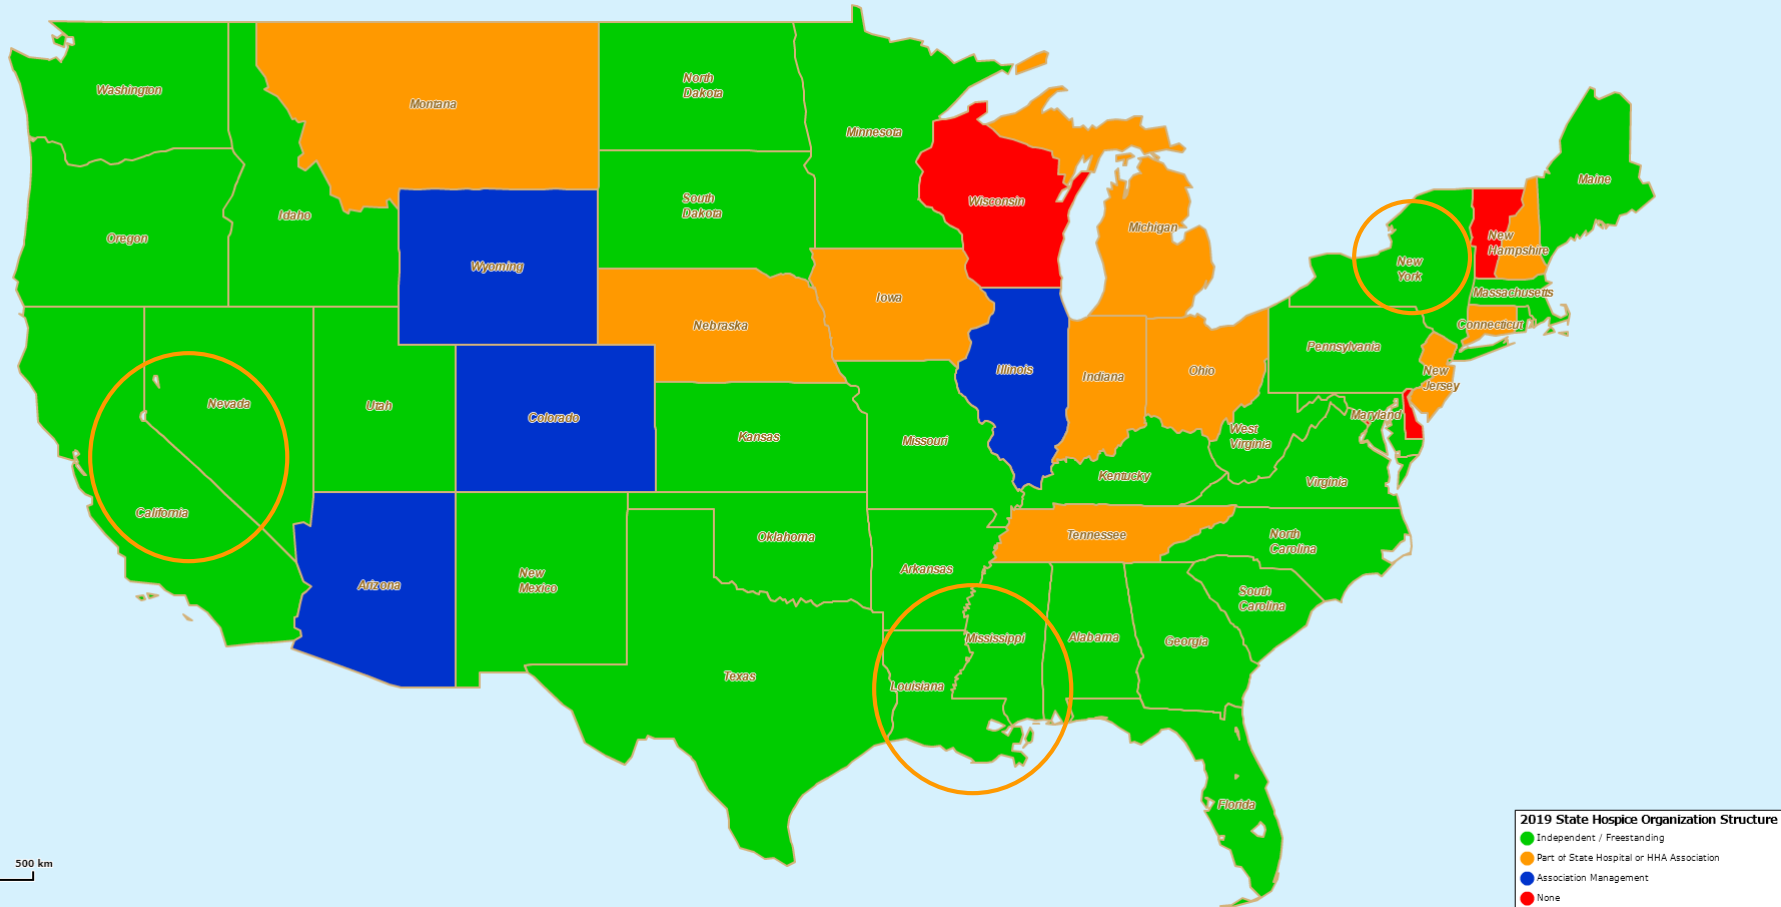 Washington
Montana
North
Dakota
Minnesota
Maine
Wisconsin
South
Dakota
Idaho
Oregon
Michigan
New
Hampshire
Wyoming
New
York
Massachusetts
Iowa
Nebraska
Connecticut
Pennsylvania
Illinois
Indiana
Ohio
New
Jersey
Nevada
Utah
Colorado
Maryland
Kansas
Missouri
West
Virginia
Kentucky
Virginia
California
Oklahoma
Tennessee
North
Carolina
Arkansas
Arizona
New
Mexico
South
Carolina
Mississippi
Alabama
Georgia
Texas
Louisiana
Florida
500 km
2019 State Hospice Organization Structure
Independent / Freestanding
Part of State Hospital or HHA Association
Association Management
None